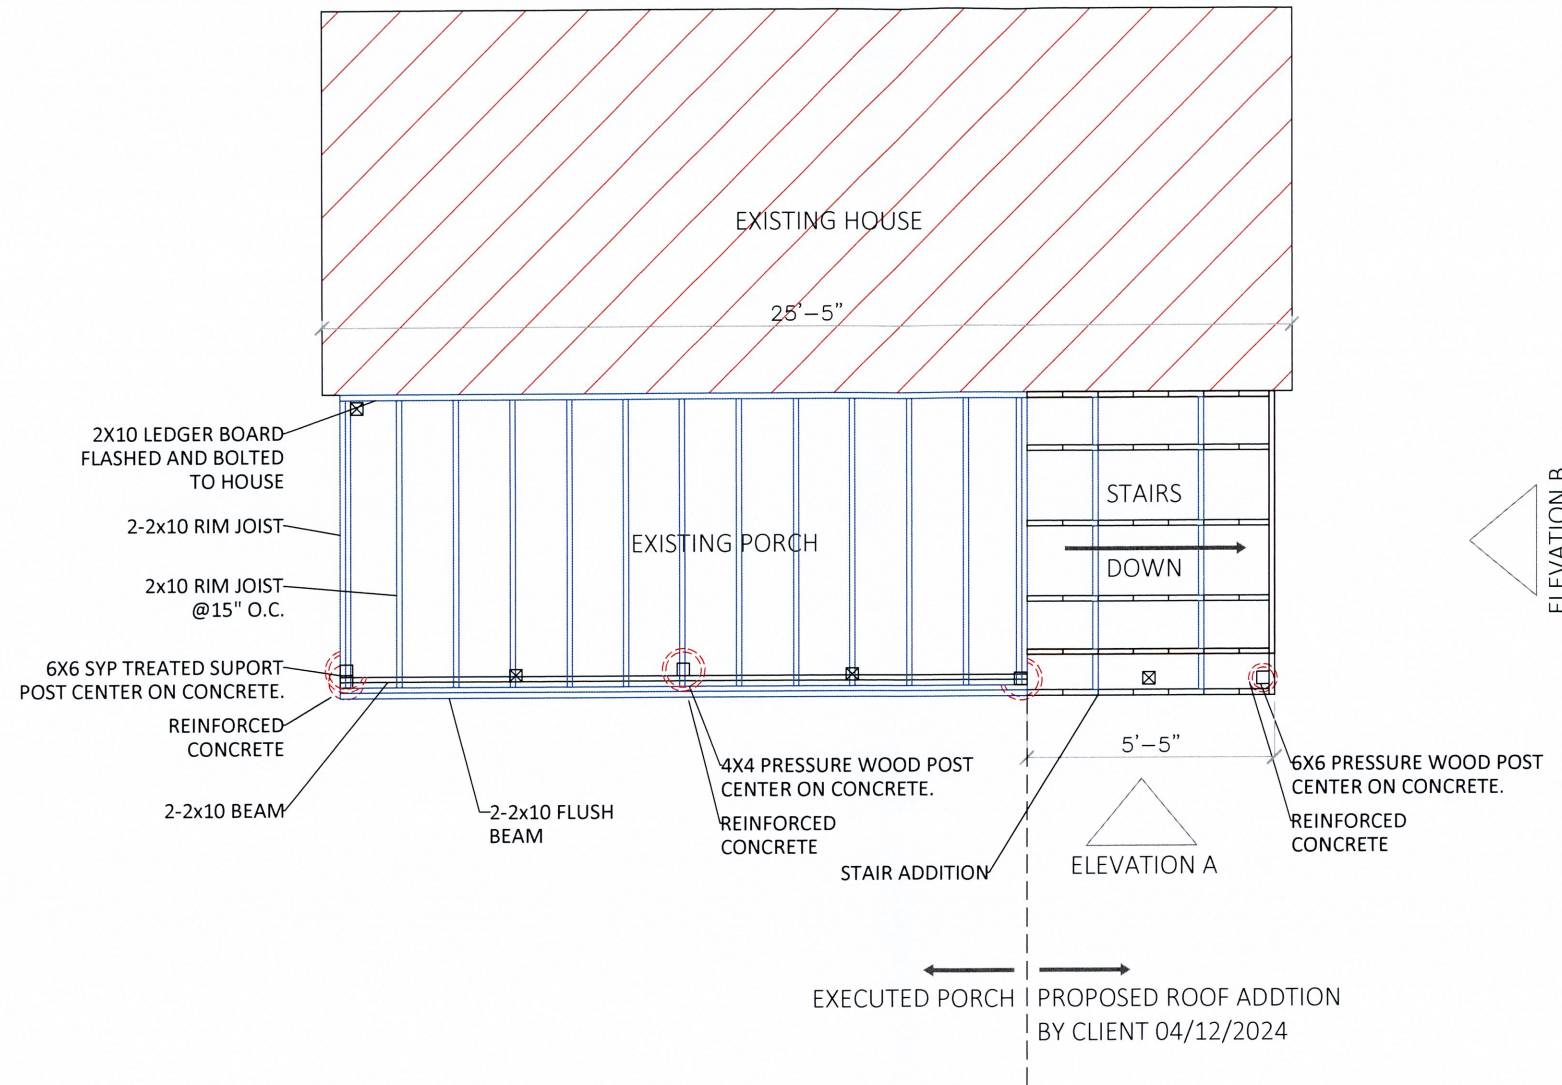 EXISTING HOUSE
25'-5"
2X10 LEDGER BOARD
FLASHED AND BOLTED
TO HOUSE
2-2x10 RIM JOIST
2x10 RIM JOIST
@15" O.C.
6X6 SYP TREATED SUPORT
POST CENTER ON CONCRETE.
REINFORCED
CONCRETE
2-2x10 BEAM
EXISTING PORCH
STAIRS
DOWN
ELEVATION B
2-2x10 FLUSH
BEAM
4X4 PRESSURE WOOD POST
CENTER ON CONCRETE.
REINFORCED
CONCRETE
5'-5"
6X6 PRESSURE WOOD POST
CENTER ON CONCRETE.
REINFORCED
CONCRETE
STAIR ADDITION
ELEVATION A
EXECUTED PORCH
PROPOSED ROOF ADDTION
BY CLIENT 04/12/2024